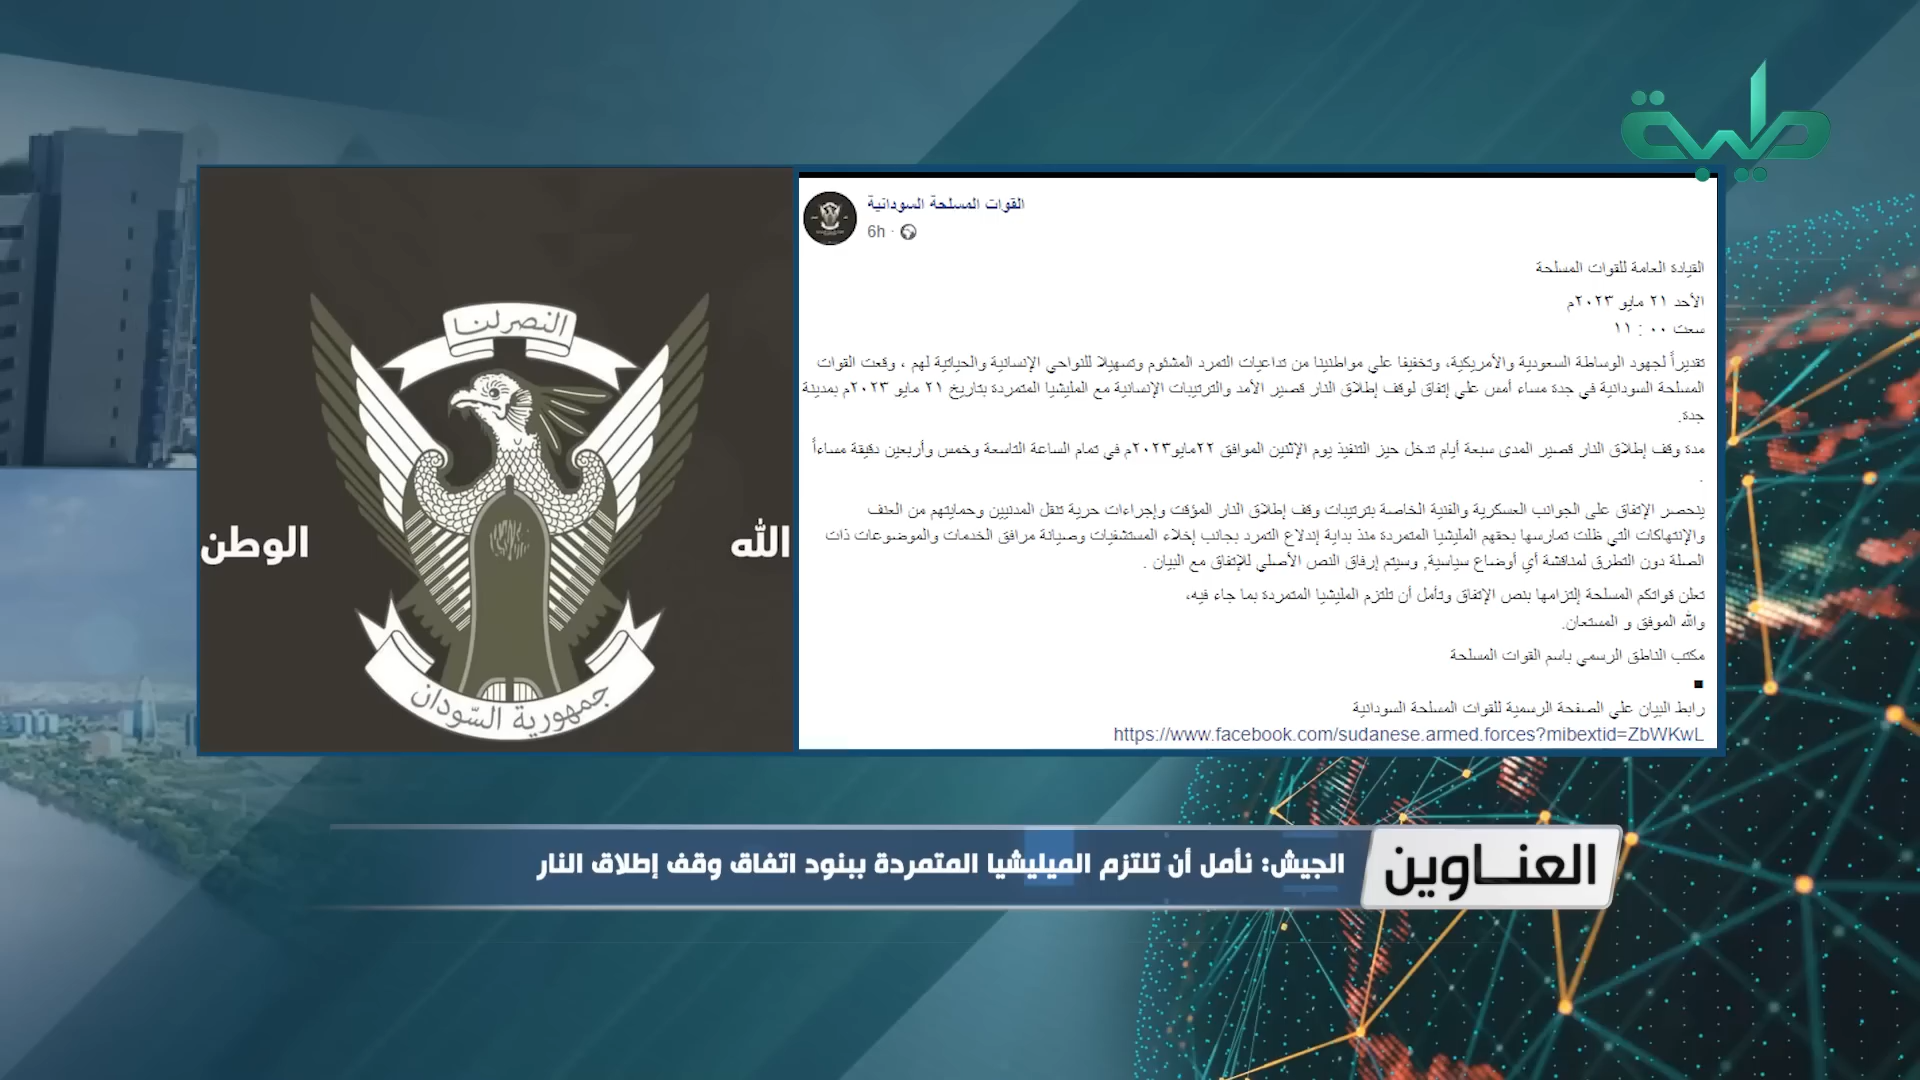 طيبة
القوات المسلحة السودانية
6h
القيادة العامة للقوات المسلحة
الأحد ٢١ مايو ٢٠٢٣م
سعت ٠٠ : ١١
تقديراً لجهود الوساطة السعودية والأمريكية، وتخفيفا علي مواطنينا من تداعيات التمرد المشئوم وتسهيلا للنواحي الإنسانية والحياتية لهم ، وقعت القوات
المسلحة السودانية في جدة مساء أمس علي إتفاق لوقف إطلاق النار قصير الأمد والترتيبات الإنسانية مع المليشيا المتمردة بتاريخ ٢١ مايو ٢٠٢٣م بمدينة
جدة.
مدة وقف إطلاق النار قصير المدى سبعة أيام تدخل حيز التنفيذ يوم الإثنين الموافق ٢٢مايو٢٠٢٣م في تمام الساعة التاسعة وخمس وأربعين دقيقة مساءاً
.
ينحصر الإتفاق على الجوانب العسكرية والفنية الخاصة بترتيبات وقف إطلاق النار المؤقت وإجراءات حرية تنقل المدنيين وحمايتهم من العنف
والإنتهاكات التي ظلت تمارسها بحقهم المليشيا المتمردة منذ بداية إندلاع التمرد بجانب إخلاء المستشفيات وصيانة مرافق الخدمات والموضوعات ذات
الصلة دون التطرق لمناقشة أي أوضاع سياسية, وسيتم إرفاق النص الأصلي للإتفاق مع البيان .
تعلن قواتكم المسلحة إلتزامها بنص الإتفاق وتأمل أن تلتزم المليشيا المتمردة بما جاء فيه،
والله الموفق و المستعان.
مكتب الناطق الرسمي باسم القوات المسلحة
رابط البيان علي الصفحة الرسمية للقوات المسلحة السودانية
https://www.facebook.com/sudanese.armed.forces?mibextid=ZbWKwL
النصر لنا
الله
الوطن
جمهورية السّودان
العناوين
الجيش: نأمل أن تلتزم الميليشيا المتمردة ببنود اتفاق وقف إطلاق النار